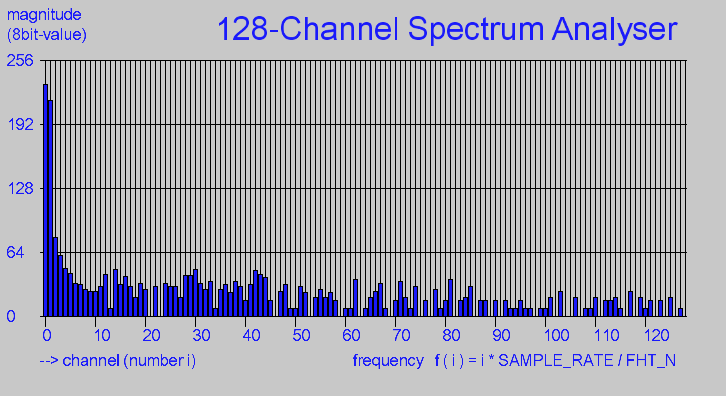 magnitude
(8bit-value)
128-Channel Spectrum Analyser
256
192
128
64
0
0 10 20 30 40 50 60 70 80 90 100 110 120
--> channel (number i)
frequency f ( i ) = i * SAMPLE_RATE / FHT_N